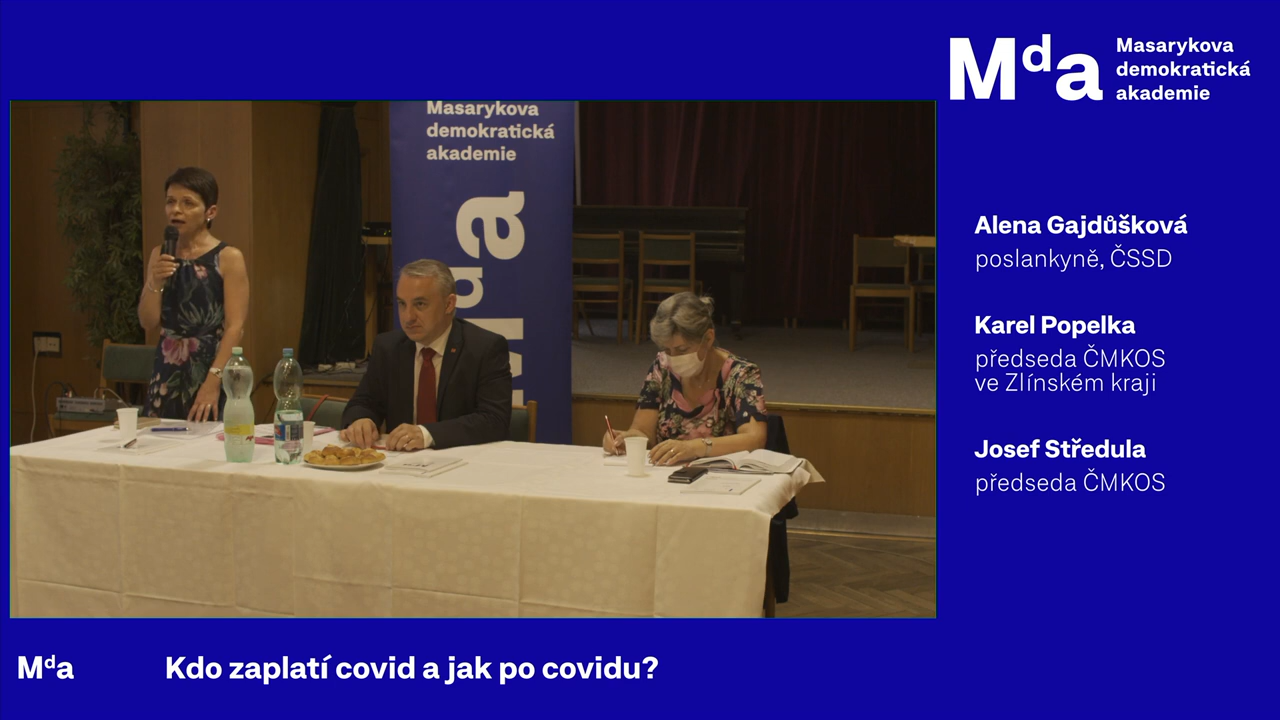 Mda
Masarykova
demokratická
akademie
Masarykova
demokratická
akademie
Mda
Alena Gajdůšková
poslankyně, ČSSD
Karel Popelka
předseda ČMKOS
ve Zlínském kraji
Josef Středula
předseda ČMKOS
Mda
Kdo zaplatí covid a jak po covidu?